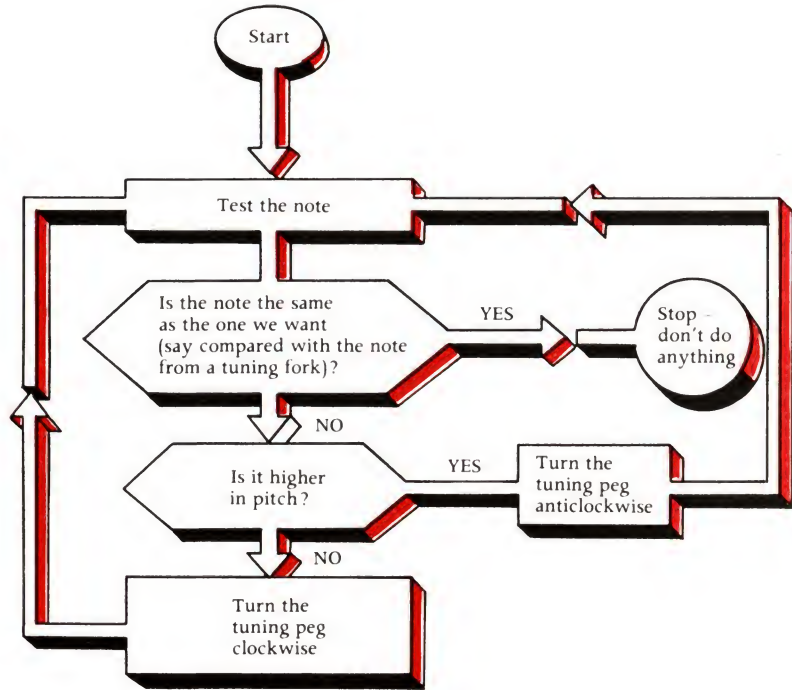 Start
Test the note
Is the note the same
as the one we want
(say compared with the note
from a tuning fork)?
YES
Stop –
don't do
anything
NO
Is it higher
in pitch?
YES
Turn the
tuning peg
anticlockwise
NO
Turn the
tuning peg
clockwise